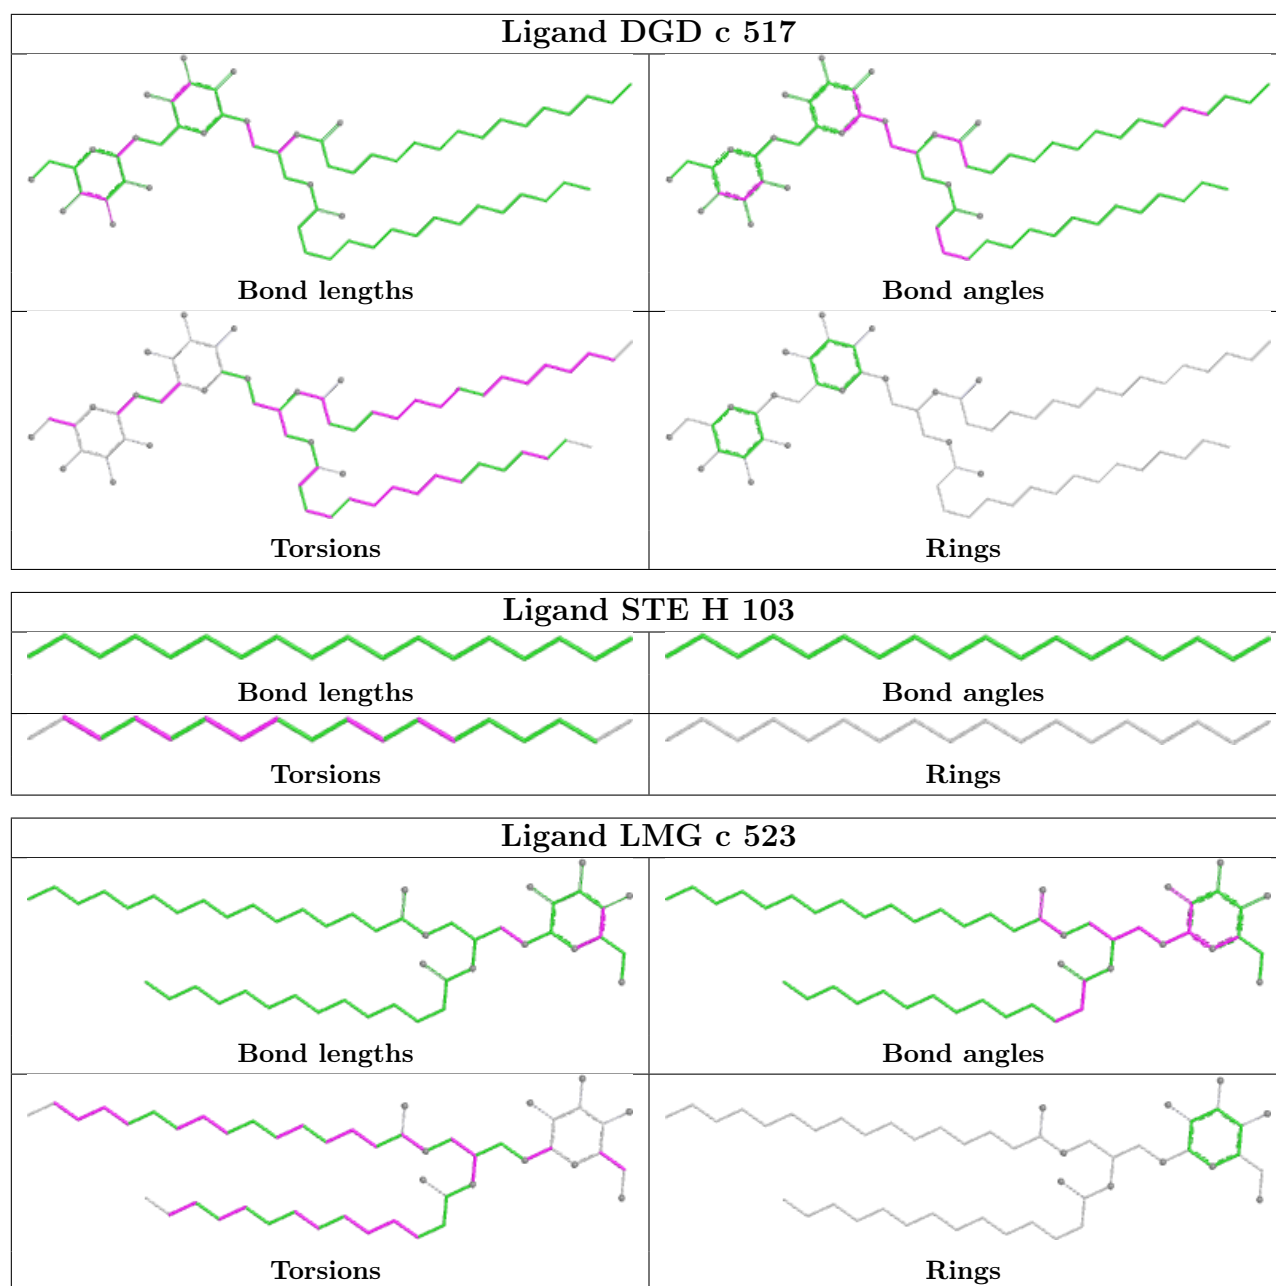 Ligand DGD c 517
Bond lengths
Bond angles
Torsions
Rings
Ligand STE H 103
Bond lengths
Bond angles
Torsions
Rings
Ligand LMG c 523
Bond lengths
Bond angles
Torsions
Rings